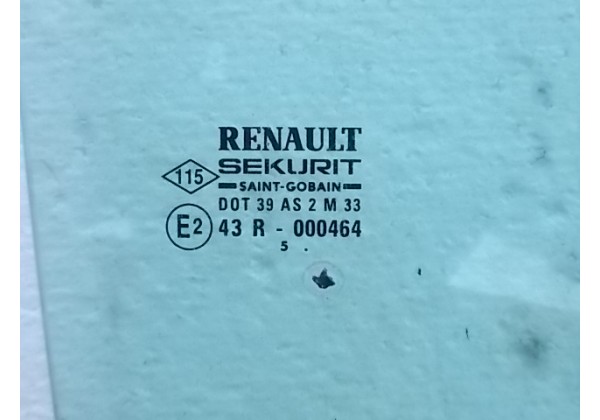 RENAULT
SEKURIT
115
SAINT-GOBAIN
DOT 39 AS 2 M 33
E2 43 R - 000464
5 .